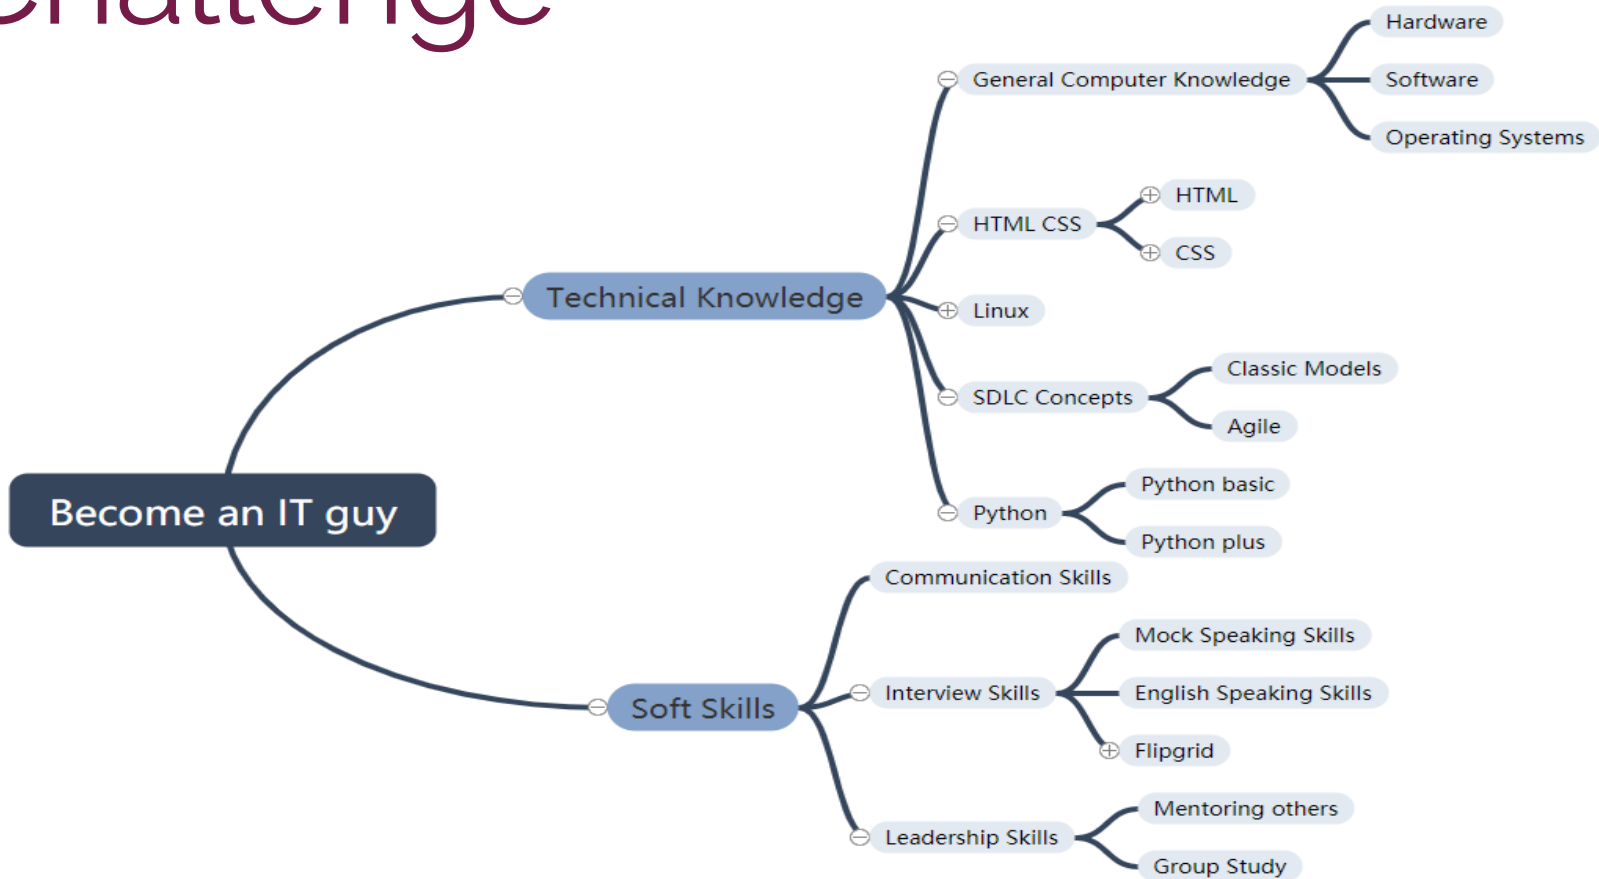 challenge
Become an IT guy
Technical Knowledge
General Computer Knowledge
Hardware
Software
Operating Systems
HTML CSS
HTML
CSS
Linux
SDLC Concepts
Classic Models
Agile
Python
Python basic
Python plus
Soft Skills
Communication Skills
Interview Skills
Mock Speaking Skills
English Speaking Skills
Flipgrid
Leadership Skills
Mentoring others
Group Study